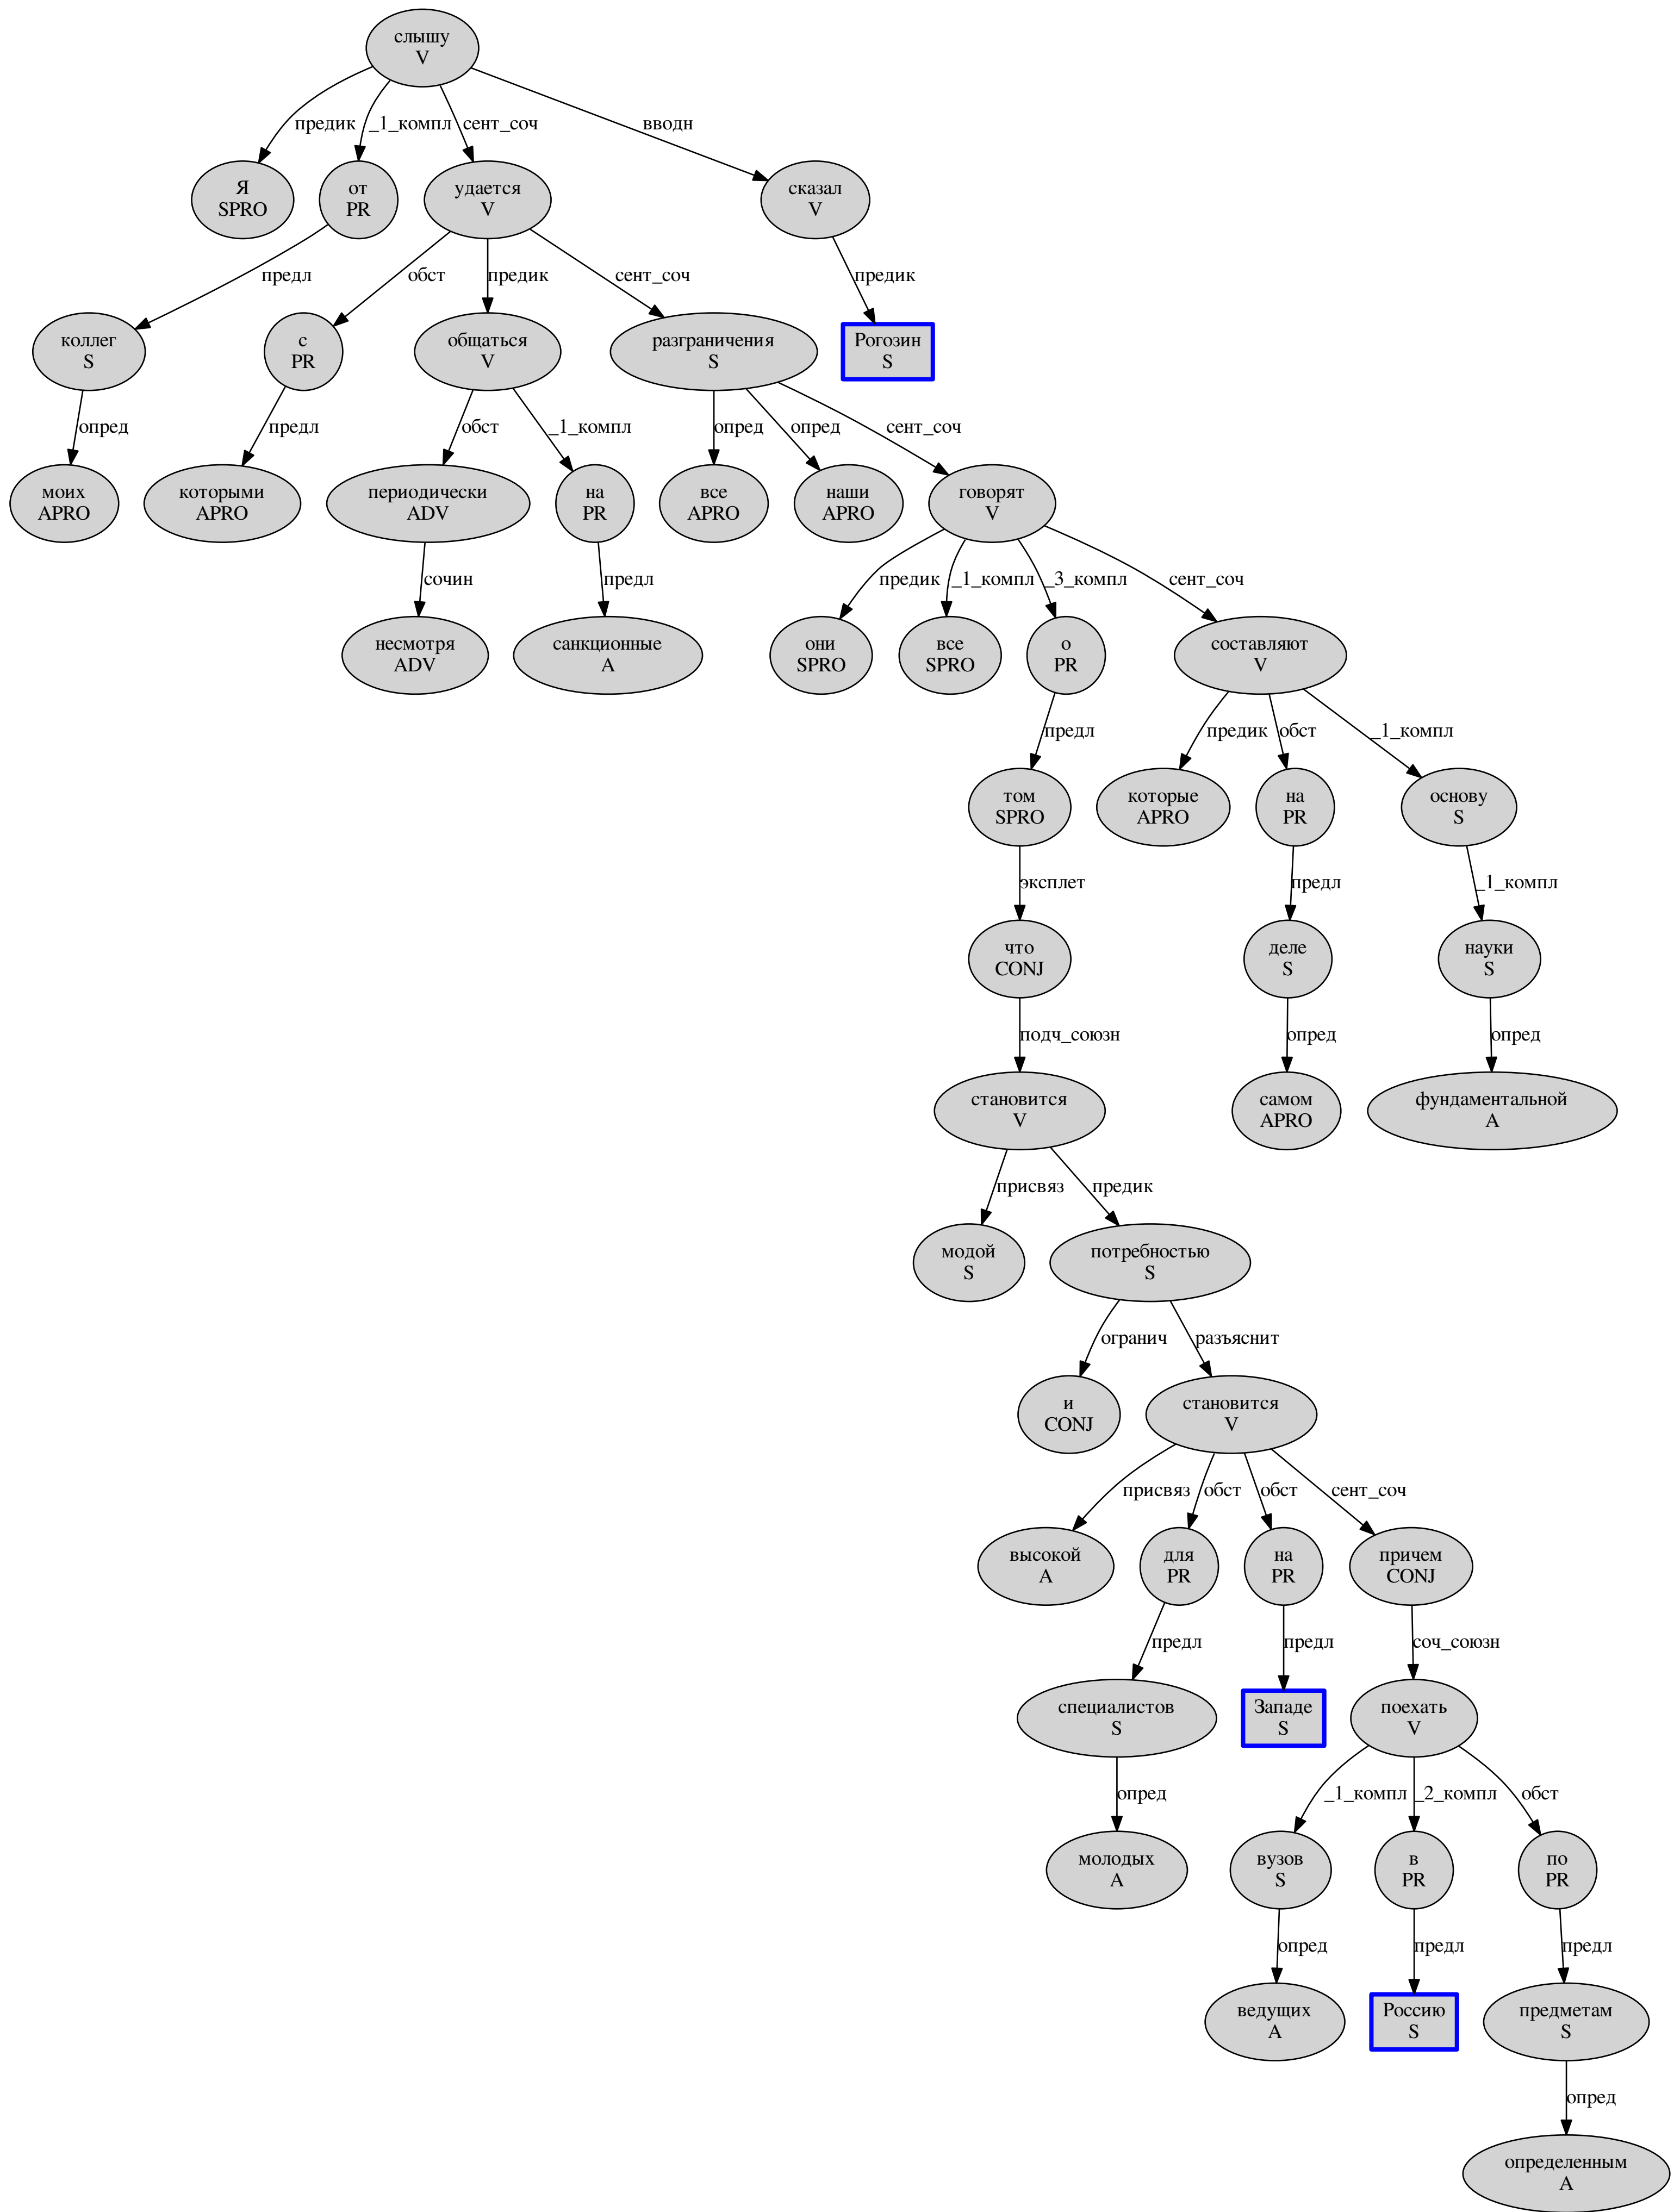 слышу
V
предик
_1_компл
сент_соч
вводн
Я
SPRO
от
PR
удается
V
сказал
V
предл
обст
предик
сент_соч
предик
коллег
S
с
PR
общаться
V
разграничения
S
Рогозин
S
опред
предл
обст
_1_компл
опред
опред
сент_соч
моих
APRO
которыми
APRO
периодически
ADV
на
PR
все
APRO
наши
APRO
говорят
V
сочин
предл
предик
_1_компл
_3_компл
сент_соч
несмотря
ADV
санкционные
A
они
SPRO
все
SPRO
о
PR
составляют
V
предл
предик
обст
_1_компл
том
SPRO
которые
APRO
на
PR
основу
S
эксплет
предл
_1_компл
что
CONJ
деле
S
науки
S
подч_союзн
опред
опред
становится
V
самом
APRO
фундаментальной
A
присвяз
предик
модой
S
потребностью
S
огранич
разъяснит
и
CONJ
становится
V
присвяз
обст
обст
сент_соч
высокой
A
для
PR
на
PR
причем
CONJ
предл
предл
соч_союзн
специалистов
S
Западе
S
поехать
V
опред
_1_компл
_2_компл
обст
молодых
A
вузов
S
в
PR
по
PR
опред
предл
предл
ведущих
A
Россию
S
предметам
S
опред
определенным
A